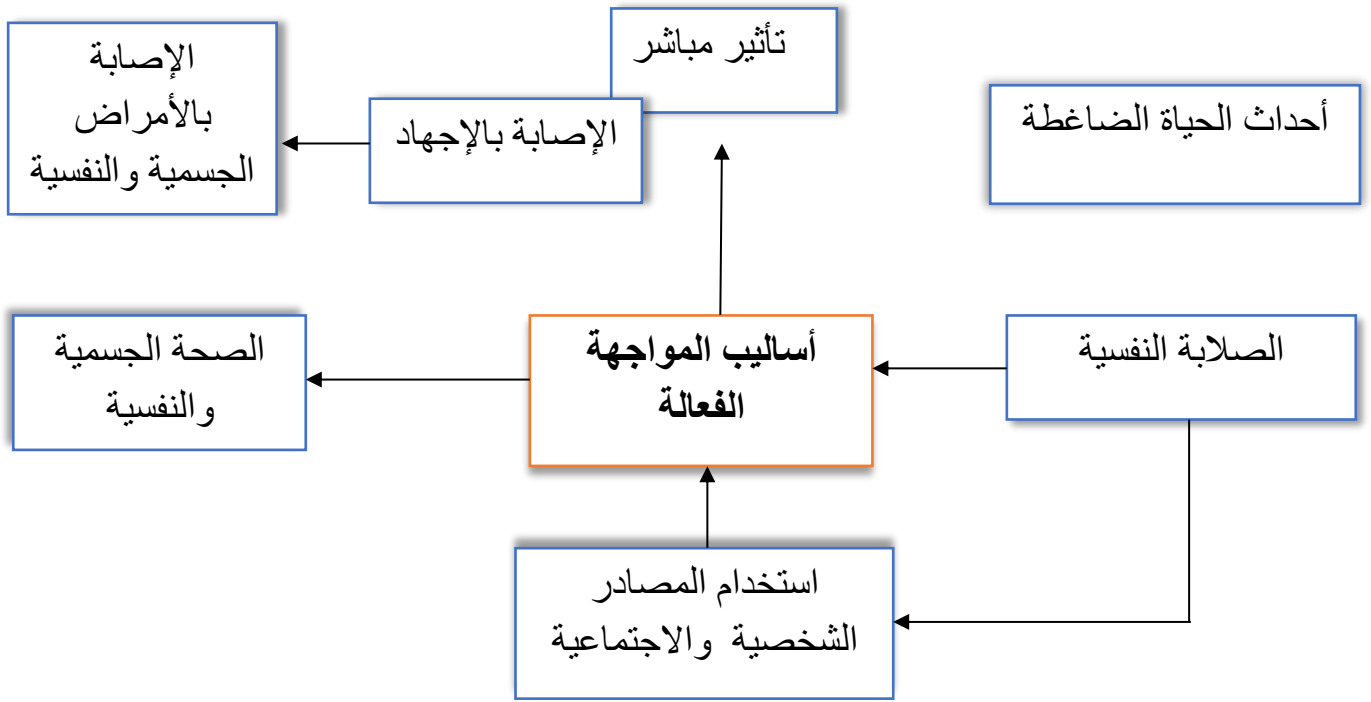 أحداث الحياة الضاغطة
تأثير مباشر
الإصابة بالإجهاد
الإصابة
بالأمراض
الجسمية والنفسية
الصلابة النفسية
أساليب المواجهة
الفعالة
الصحة الجسمية
والنفسية
استخدام المصادر
الشخصية والاجتماعية